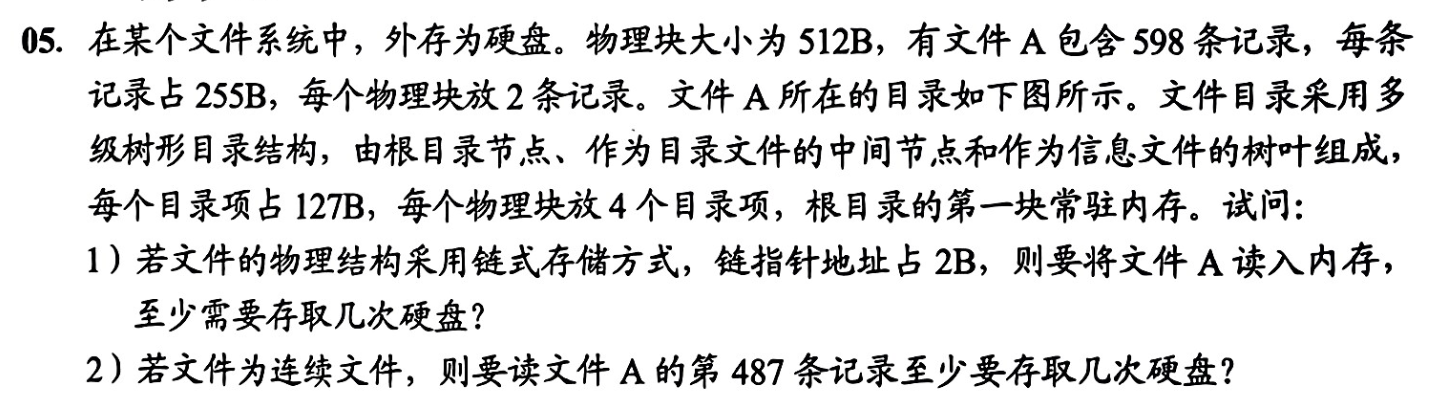 05. 在某个文件系统中，外存为硬盘。物理块大小为 512B，有文件 A 包含 598 条记录，每条
记录占 255B，每个物理块放 2 条记录。文件 A 所在的目录如下图所示。文件目录采用多
级树形目录结构，由根目录节点、作为目录文件的中间节点和作为信息文件的树叶组成，
每个目录项占 127B，每个物理块放 4 个目录项，根目录的第一块常驻内存。试问：
1）若文件的物理结构采用链式存储方式，链指针地址占 2B，则要将文件 A 读入内存，
至少需要存取几次硬盘？
2）若文件为连续文件，则要读文件 A 的第 487 条记录至少要存取几次硬盘？